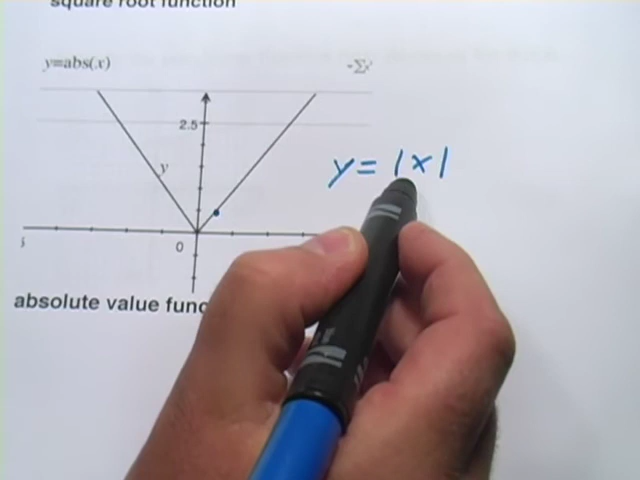 square root function
y=abs(x)
2.5
y
y = |x|
0
absolute value func